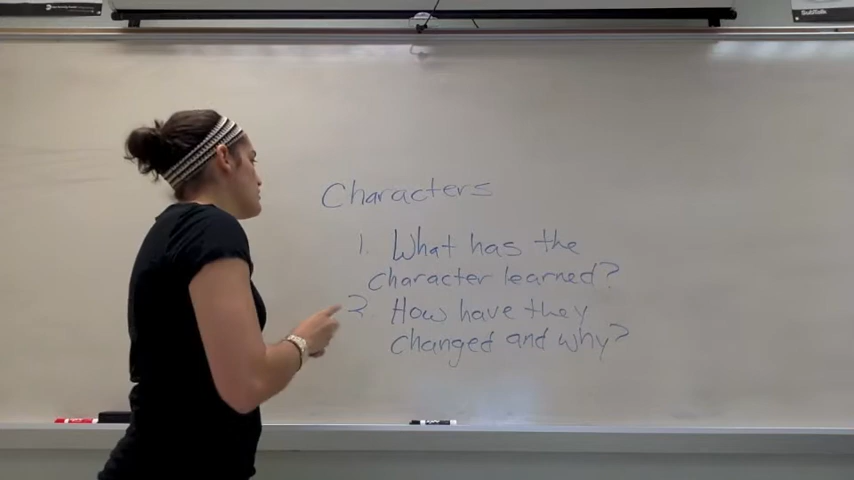 Characters
1. What has the
character learned?
2. How have they
changed and why?